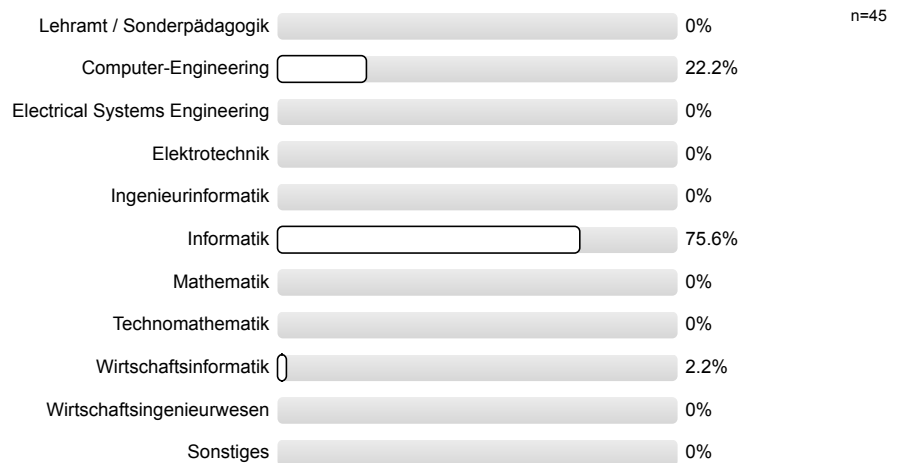 n=45
Lehramt / Sonderpädagogik 0%
Computer-Engineering 22.2%
Electrical Systems Engineering 0%
Elektrotechnik 0%
Ingenieurinformatik 0%
Informatik 75.6%
Mathematik 0%
Technomathematik 0%
Wirtschaftsinformatik 2.2%
Wirtschaftsingenieurwesen 0%
Sonstiges 0%